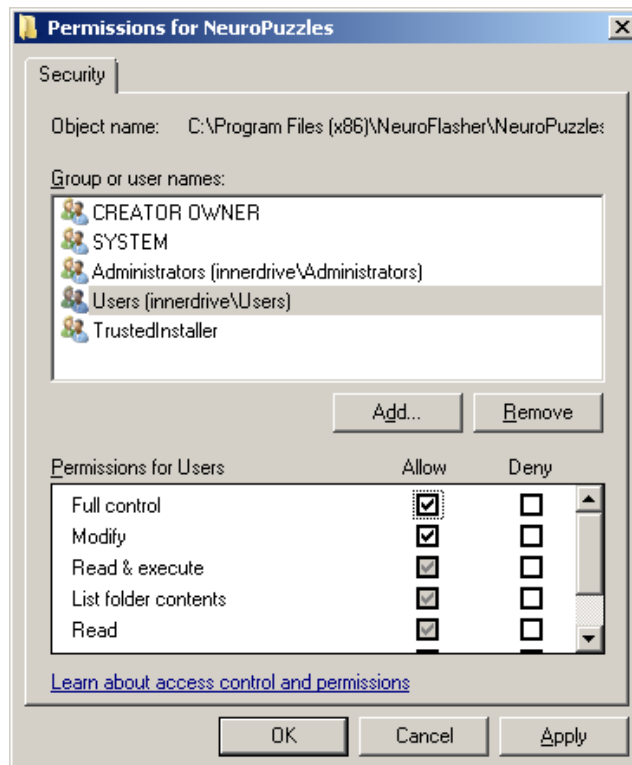 Permissions for NeuroPuzzles
Security
Object name: C:\Program Files (x86)\NeuroFlasher\NeuroPuzzles
Group or user names:
CREATOR OWNER
SYSTEM
Administrators (innerdrive\Administrators)
Users (innerdrive\Users)
TrustedInstaller
Add... Remove
Permissions for Users Allow Deny
Full control
Modify
Read & execute
List folder contents
Read
Learn about access control and permissions
OK Cancel Apply